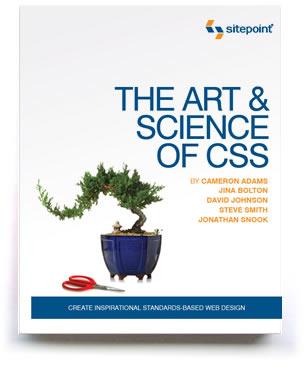 sitepoint®
THE ART &
SCIENCE
OF CSS
BY CAMERON ADAMS
JINA BOLTON
DAVID JOHNSON
STEVE SMITH
JONATHAN SNOOK
CREATE INSPIRATIONAL STANDARDS-BASED WEB DESIGN